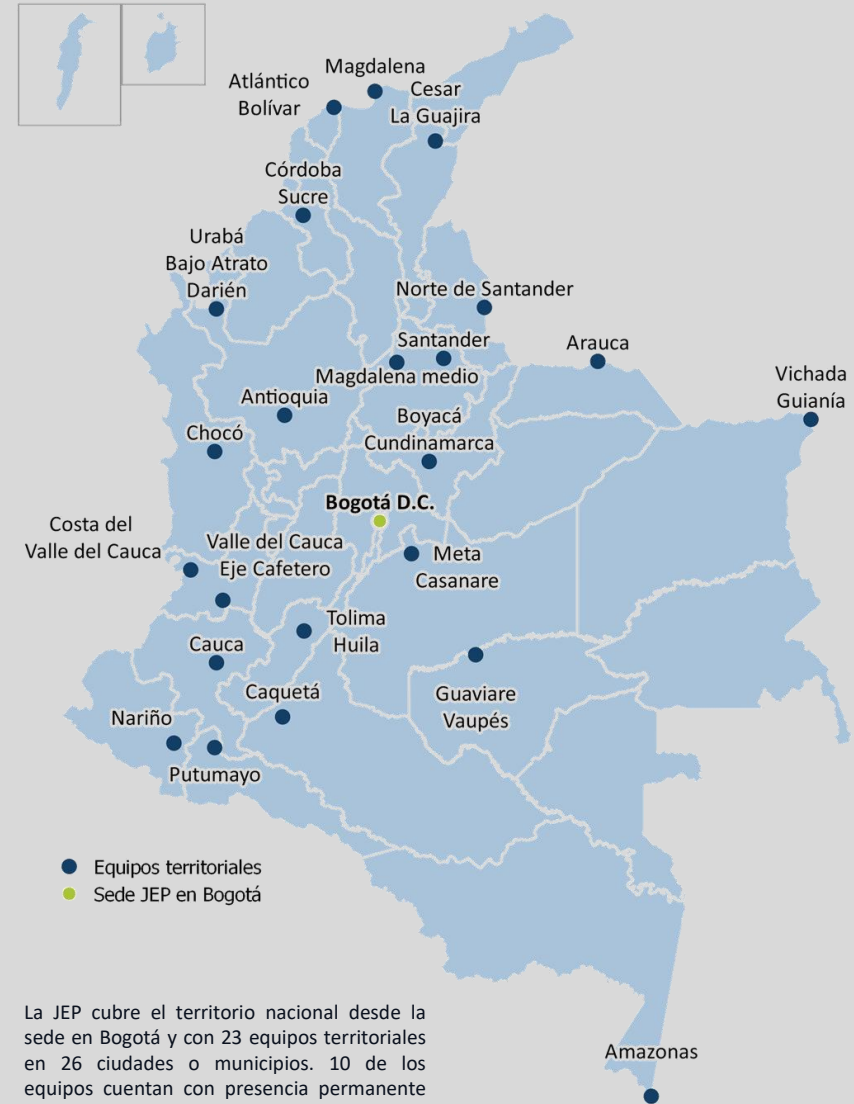 Magdalena
Atlántico
Bolívar
Cesar
La Guajira
Córdoba
Sucre
Urabá
Bajo Atrato
Darién
Norte de Santander
Santander
Arauca
Magdalena medio
Vichada
Guianía
Antioquia
Boyacá
Cundinamarca
Chocó
Bogotá D.C.
Costa del
Valle del Cauca
Valle del Cauca
Eje Cafetero
Meta
Casanare
Tolima
Huila
Cauca
Caquetá
Guaviare
Vaupés
Nariño
Putumayo
Equipos territoriales
Sede JEP en Bogotá
La JEP cubre el territorio nacional desde la
sede en Bogotá y con 23 equipos territoriales
en 26 ciudades o municipios. 10 de los
equipos cuentan con presencia permanente
Amazonas